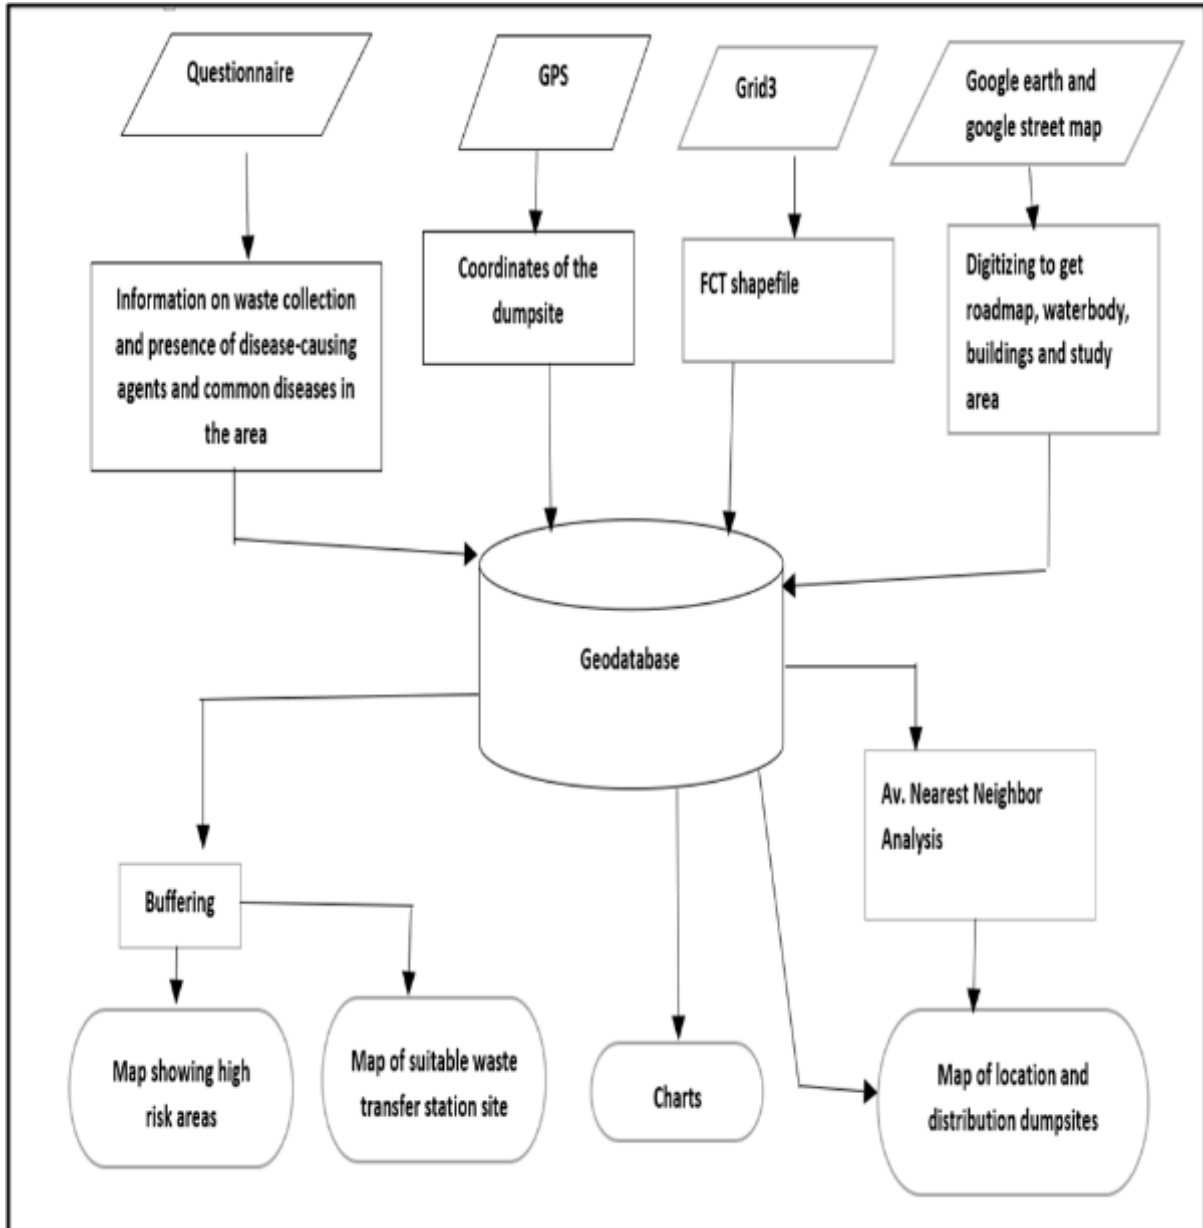 Questionnaire
GPS
Grid3
Google earth and
google street map
Information on waste collection
and presence of disease-causing
agents and common diseases in
the area
Coordinates of the
dumpsite
FCT shapefile
Digitizing to get
roadmap, waterbody,
buildings and study
area
Geodatabase
Av. Nearest Neighbor
Analysis
Buffering
Map showing high
risk areas
Map of suitable waste
transfer station site
Charts
Map of location and
distribution dumpsites